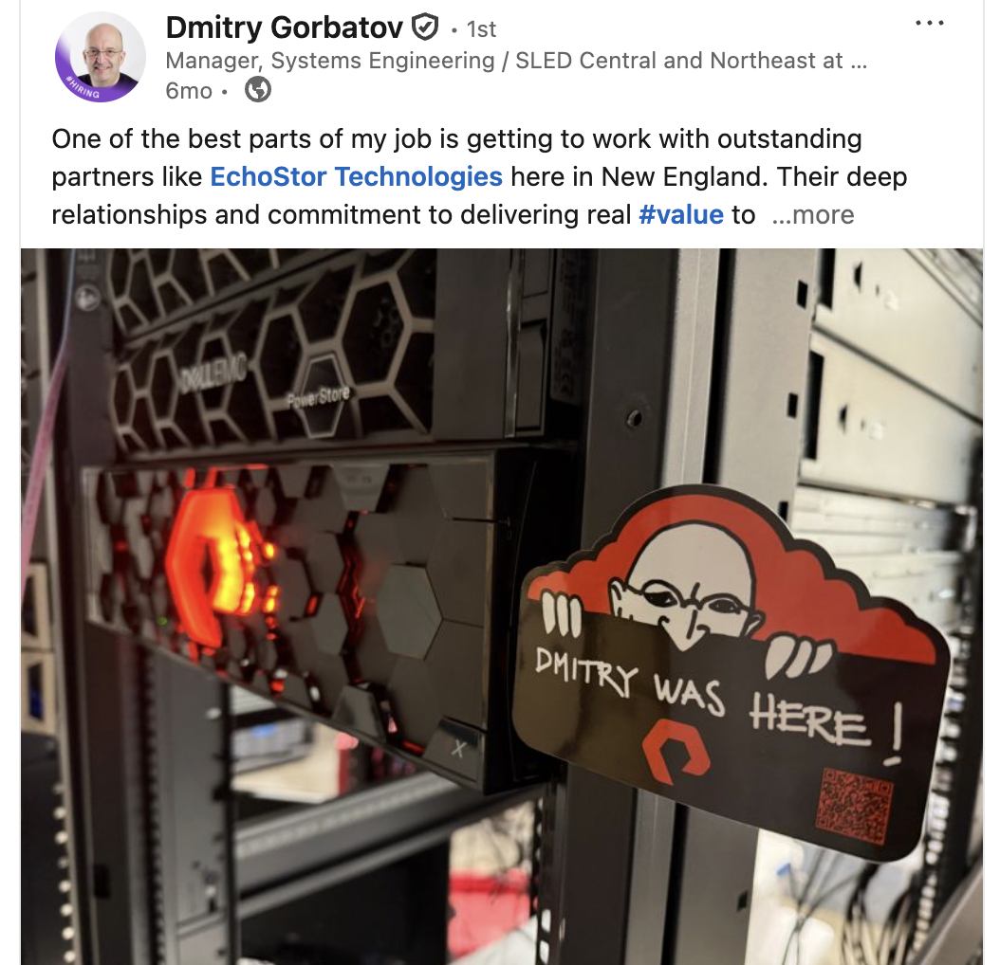 Dmitry Gorbatov · 1st
Manager, Systems Engineering / SLED Central and Northeast at ...
6mo ·
#HIRING
One of the best parts of my job is getting to work with outstanding
partners like EchoStor Technologies here in New England. Their deep
relationships and commitment to delivering real #value to ...more
DELLEMC
PowerStore
X
DMITRY WAS
HERE !